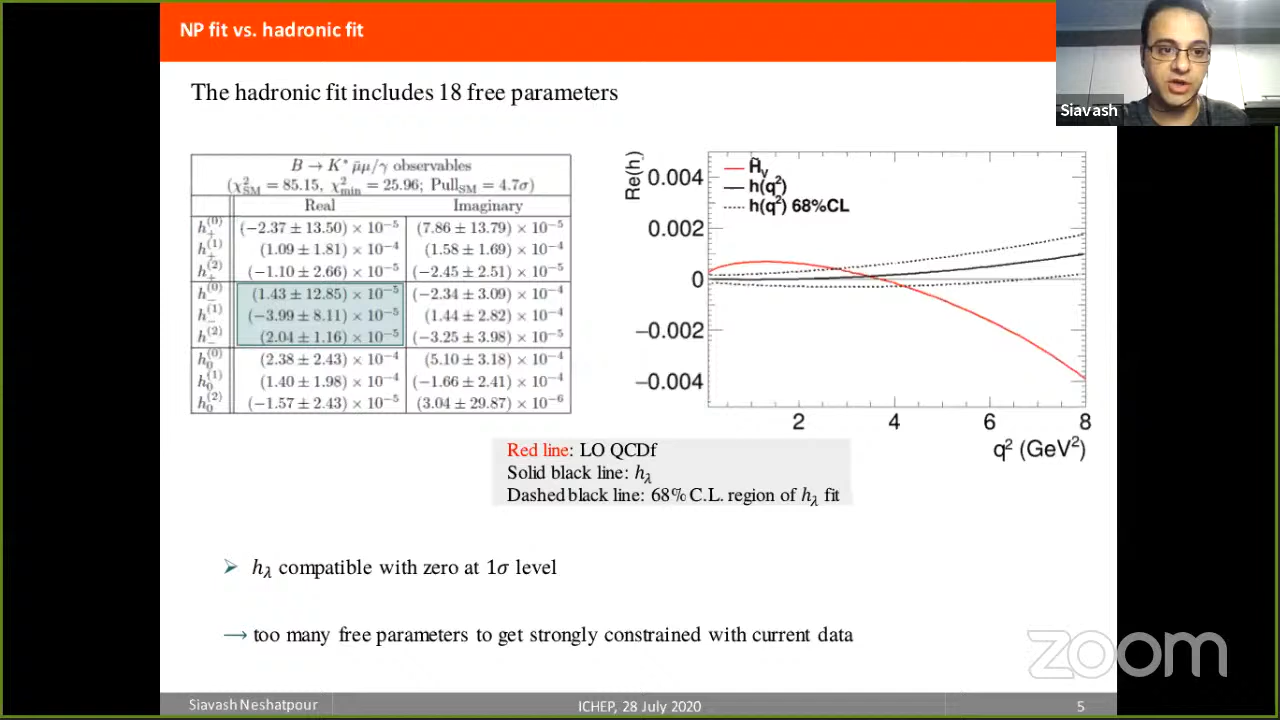 NP fit vs. hadronic fit
Siavash
The hadronic fit includes 18 free parameters
B → K* μ̄μ/γ observables
(χ²_SM = 85.15, χ²_min = 25.96; Pull_SM = 4.7σ)
Real Imaginary
h₊⁽⁰⁾ (−2.37 ± 13.50) × 10⁻⁵ (7.86 ± 13.79) × 10⁻⁵
h₊⁽¹⁾ (1.09 ± 1.81) × 10⁻⁴ (1.58 ± 1.69) × 10⁻⁴
h₊⁽²⁾ (−1.10 ± 2.66) × 10⁻⁵ (−2.45 ± 2.51) × 10⁻⁵
h₋⁽⁰⁾ (1.43 ± 12.85) × 10⁻⁵ (−2.34 ± 3.09) × 10⁻⁴
h₋⁽¹⁾ (−3.99 ± 8.11) × 10⁻⁵ (1.44 ± 2.82) × 10⁻⁴
h₋⁽²⁾ (2.04 ± 1.16) × 10⁻⁵ (−3.25 ± 3.98) × 10⁻⁵
h₀⁽⁰⁾ (2.38 ± 2.43) × 10⁻⁴ (5.10 ± 3.18) × 10⁻⁴
h₀⁽¹⁾ (1.40 ± 1.98) × 10⁻⁴ (−1.66 ± 2.41) × 10⁻⁴
h₀⁽²⁾ (−1.57 ± 2.43) × 10⁻⁵ (3.04 ± 29.87) × 10⁻⁶
Re(h_)
0.004
0.002
0
−0.002
−0.004
H̃_V
h(q²)
h(q²) 68%CL
2 4 6 8
q² (GeV²)
Red line: LO QCDf
Solid black line: h_λ
Dashed black line: 68% C.L. region of h_λ fit
➢ h_λ compatible with zero at 1σ level
→ too many free parameters to get strongly constrained with current data
zoom
Siavash Neshatpour ICHEP, 28 July 2020 5